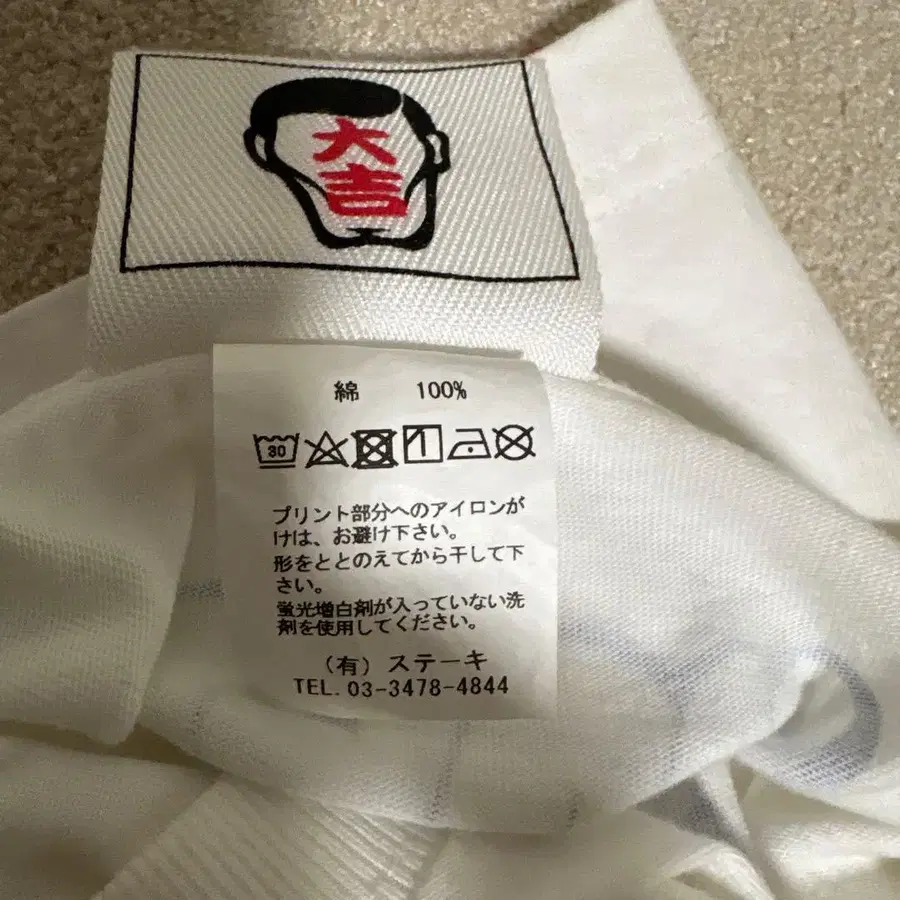 大
吉
綿 100%
30
プリント部分へのアイロンが
けは、お避け下さい。
形をととのえてから干して下
さい。
蛍光増白剤が入っていない洗
剤を使用してください。
(有) ステーキ
TEL. 03-3478-4844